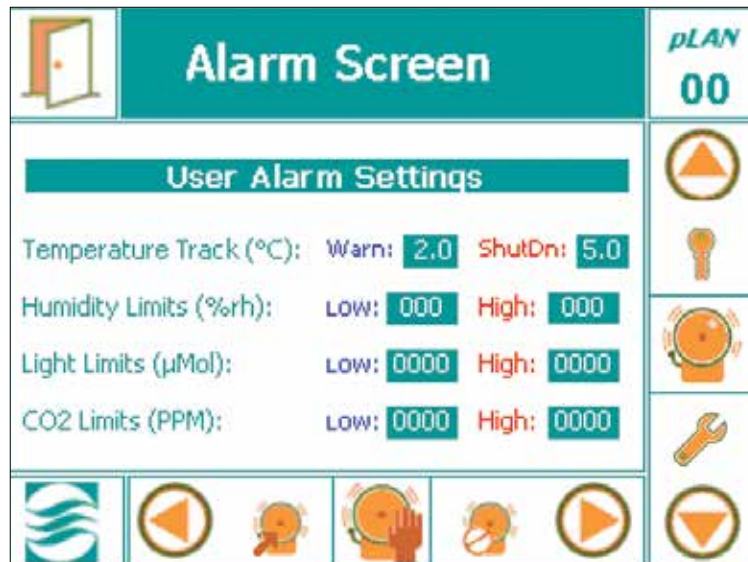 Alarm Screen
pLAN
00
User Alarm Settings
Temperature Track (°C): Warn: 2.0 ShutDn: 5.0
Humidity Limits (%rh): Low: 000 High: 000
Light Limits (µMol): Low: 0000 High: 0000
CO2 Limits (PPM): Low: 0000 High: 0000